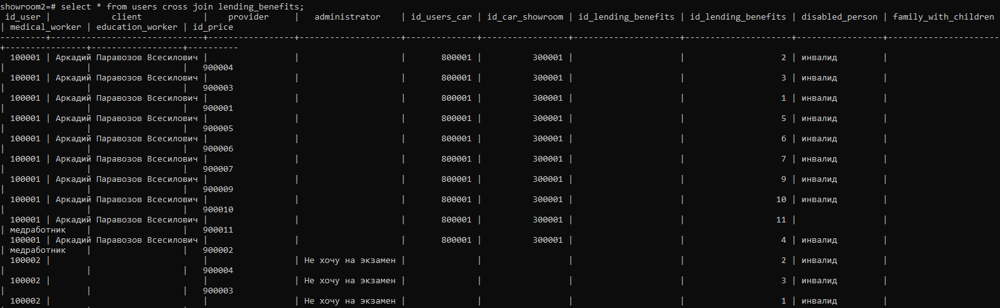 showroom2=# select * from users cross join lending_benefits;
 id_user |            client            |    provider     |   administrator    | id_users_car | id_car_showroom | id_lending_benefits | id_lending_benefits | disabled_person | family_with_children
| medical_worker | education_worker | id_price
---------+------------------------------+-----------------+--------------------+--------------+-----------------+---------------------+---------------------+-----------------+----------------------
+----------------+------------------+----------
  100001 | Аркадий Паравозов Всесилович |                 |                    |       800001 |          300001 |                     |                   2 | инвалид         |
|                |                  |   900004
  100001 | Аркадий Паравозов Всесилович |                 |                    |       800001 |          300001 |                     |                   3 | инвалид         |
|                |                  |   900003
  100001 | Аркадий Паравозов Всесилович |                 |                    |       800001 |          300001 |                     |                   1 | инвалид         |
|                |                  |   900001
  100001 | Аркадий Паравозов Всесилович |                 |                    |       800001 |          300001 |                     |                   5 | инвалид         |
|                |                  |   900005
  100001 | Аркадий Паравозов Всесилович |                 |                    |       800001 |          300001 |                     |                   6 | инвалид         |
|                |                  |   900006
  100001 | Аркадий Паравозов Всесилович |                 |                    |       800001 |          300001 |                     |                   7 | инвалид         |
|                |                  |   900007
  100001 | Аркадий Паравозов Всесилович |                 |                    |       800001 |          300001 |                     |                   9 | инвалид         |
|                |                  |   900009
  100001 | Аркадий Паравозов Всесилович |                 |                    |       800001 |          300001 |                     |                  10 | инвалид         |
|                |                  |   900010
  100001 | Аркадий Паравозов Всесилович |                 |                    |       800001 |          300001 |                     |                  11 |                 |
| медработник    |                  |   900011
  100001 | Аркадий Паравозов Всесилович |                 |                    |       800001 |          300001 |                     |                   4 | инвалид         |
| медработник    |                  |   900002
  100002 |                              |                 | Не хочу на экзамен |              |                 |                     |                   2 | инвалид         |
|                |                  |   900004
  100002 |                              |                 | Не хочу на экзамен |              |                 |                     |                   3 | инвалид         |
|                |                  |   900003
  100002 |                              |                 | Не хочу на экзамен |              |                 |                     |                   1 | инвалид         |